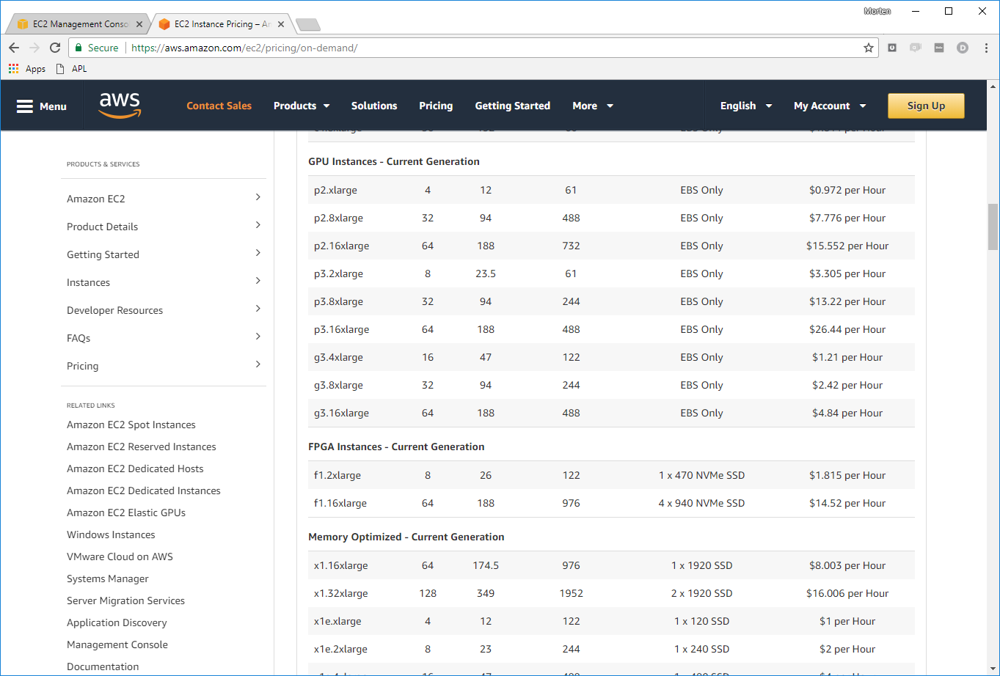 Morten
EC2 Management Conso
EC2 Instance Pricing – An
Secure https://aws.amazon.com/ec2/pricing/on-demand/
Apps APL
Menu aws Contact Sales Products Solutions Pricing Getting Started More English My Account Sign Up
PRODUCTS & SERVICES
Amazon EC2
Product Details
Getting Started
Instances
Developer Resources
FAQs
Pricing
RELATED LINKS
Amazon EC2 Spot Instances
Amazon EC2 Reserved Instances
Amazon EC2 Dedicated Hosts
Amazon EC2 Dedicated Instances
Amazon EC2 Elastic GPUs
Windows Instances
VMware Cloud on AWS
Systems Manager
Server Migration Services
Application Discovery
Management Console
Documentation
GPU Instances - Current Generation
p2.xlarge 4 12 61 EBS Only $0.972 per Hour
p2.8xlarge 32 94 488 EBS Only $7.776 per Hour
p2.16xlarge 64 188 732 EBS Only $15.552 per Hour
p3.2xlarge 8 23.5 61 EBS Only $3.305 per Hour
p3.8xlarge 32 94 244 EBS Only $13.22 per Hour
p3.16xlarge 64 188 488 EBS Only $26.44 per Hour
g3.4xlarge 16 47 122 EBS Only $1.21 per Hour
g3.8xlarge 32 94 244 EBS Only $2.42 per Hour
g3.16xlarge 64 188 488 EBS Only $4.84 per Hour
FPGA Instances - Current Generation
f1.2xlarge 8 26 122 1 x 470 NVMe SSD $1.815 per Hour
f1.16xlarge 64 188 976 4 x 940 NVMe SSD $14.52 per Hour
Memory Optimized - Current Generation
x1.16xlarge 64 174.5 976 1 x 1920 SSD $8.003 per Hour
x1.32xlarge 128 349 1952 2 x 1920 SSD $16.006 per Hour
x1e.xlarge 4 12 122 1 x 120 SSD $1 per Hour
x1e.2xlarge 8 23 244 1 x 240 SSD $2 per Hour